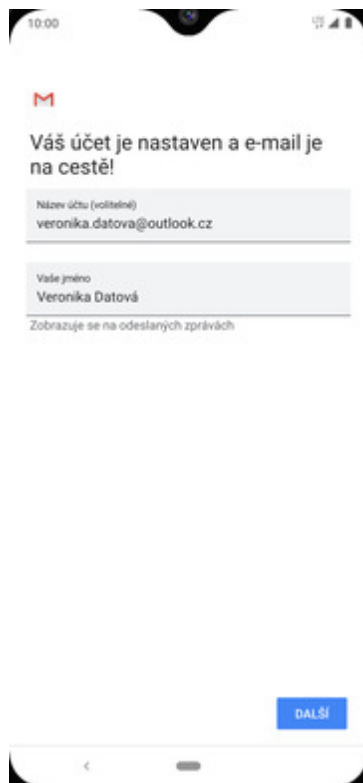 10:00
Váš účet je nastaven a e-mail je
na cestě!
Název účtu (volitelné)
veronika.datova@outlook.cz
Vaše jméno
Veronika Datová
Zobrazuje se na odeslaných zprávách
DALŠÍ